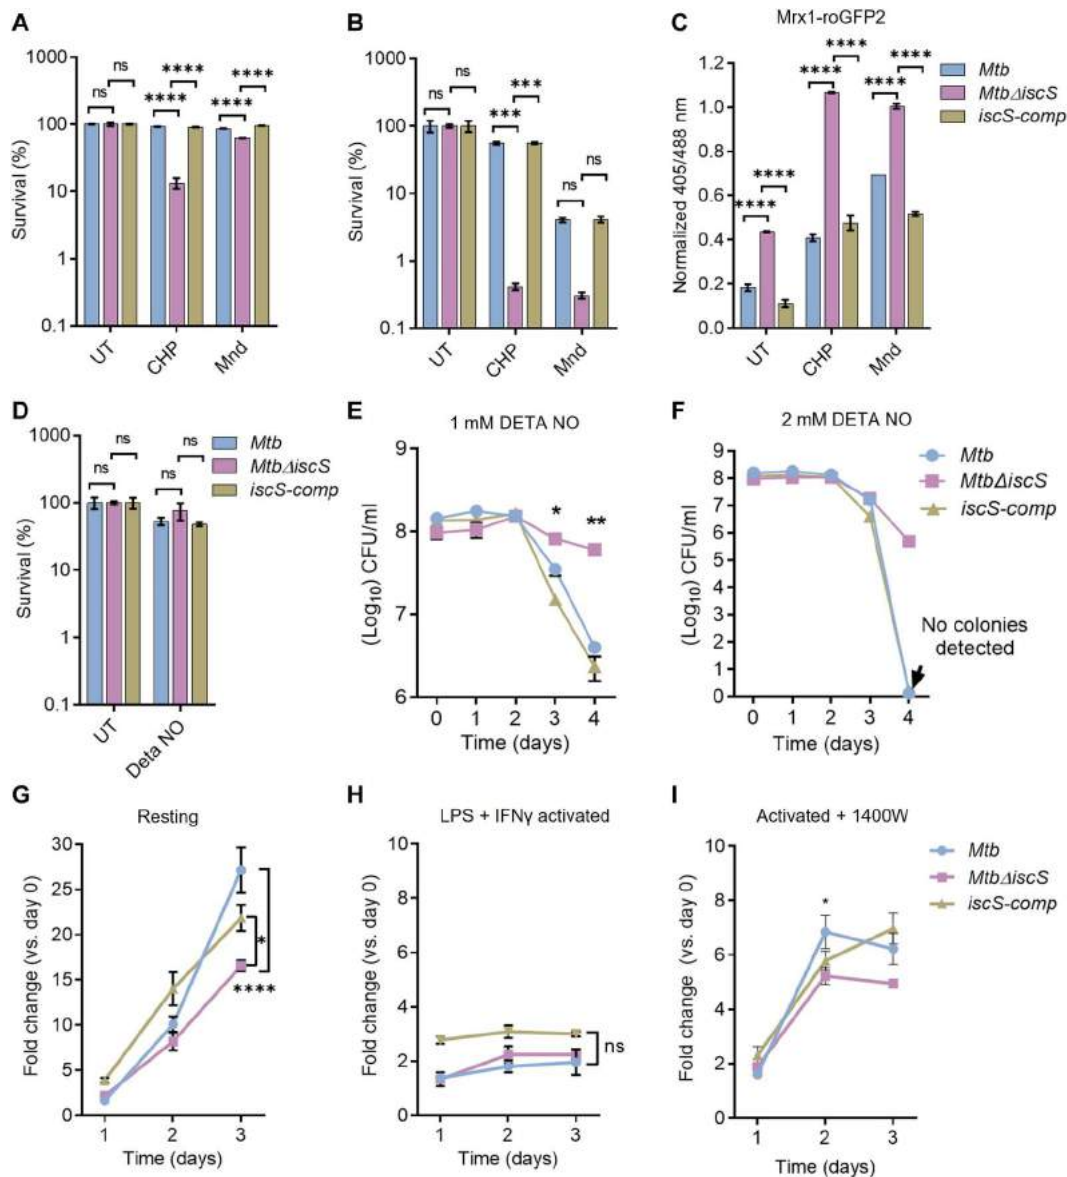 A
1000
100
10
1
0.1
Survival (%)
ns
ns
****
****
****
****
UT
CHP
Mnd
B
1000
100
10
1
0.1
Survival (%)
ns
ns
***
***
ns
ns
UT
CHP
Mnd
C
Mrx1-roGFP2
1.2
1.0
0.8
0.6
0.4
0.2
0.0
Normalized 405/488 nm
****
****
****
****
****
****
UT
CHP
Mnd
Mtb
MtbΔiscS
iscS-comp
D
1000
100
10
1
0.1
Survival (%)
ns
ns
ns
ns
UT
Deta NO
Mtb
MtbΔiscS
iscS-comp
E
1 mM DETA NO
9
8
7
6
(Log10) CFU/ml
*
**
0 1 2 3 4
Time (days)
F
2 mM DETA NO
9
8
7
6
5
4
3
2
1
0
(Log10) CFU/ml
No colonies
detected
0 1 2 3 4
Time (days)
Mtb
MtbΔiscS
iscS-comp
G
Resting
30
25
20
15
10
5
0
Fold change (vs. day 0)
*
****
1 2 3
Time (days)
H
LPS + IFNγ activated
10
8
6
4
2
0
Fold change (vs. day 0)
ns
1 2 3
Time (days)
I
Activated + 1400W
10
8
6
4
2
0
Fold change (vs. day 0)
*
1 2 3
Time (days)
Mtb
MtbΔiscS
iscS-comp